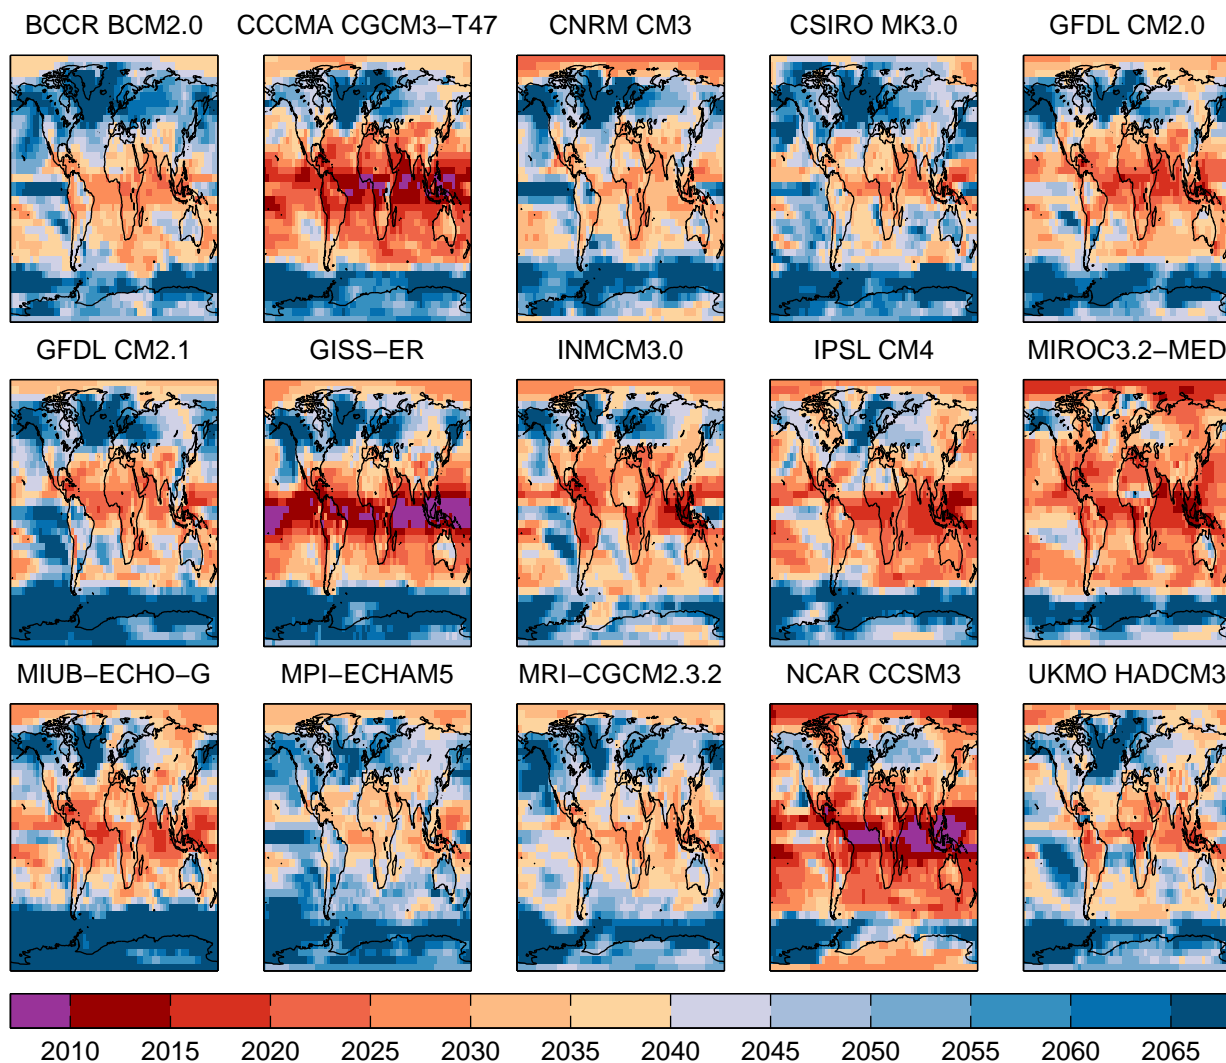 BCCR BCM2.0 CCCMA CGCM3−T47 CNRM CM3 CSIRO MK3.0 GFDL CM2.0
GFDL CM2.1 GISS−ER INMCM3.0 IPSL CM4 MIROC3.2−MED
MIUB−ECHO−G MPI−ECHAM5 MRI−CGCM2.3.2 NCAR CCSM3 UKMO HADCM3
2010 2015 2020 2025 2030 2035 2040 2045 2050 2055 2060 2065